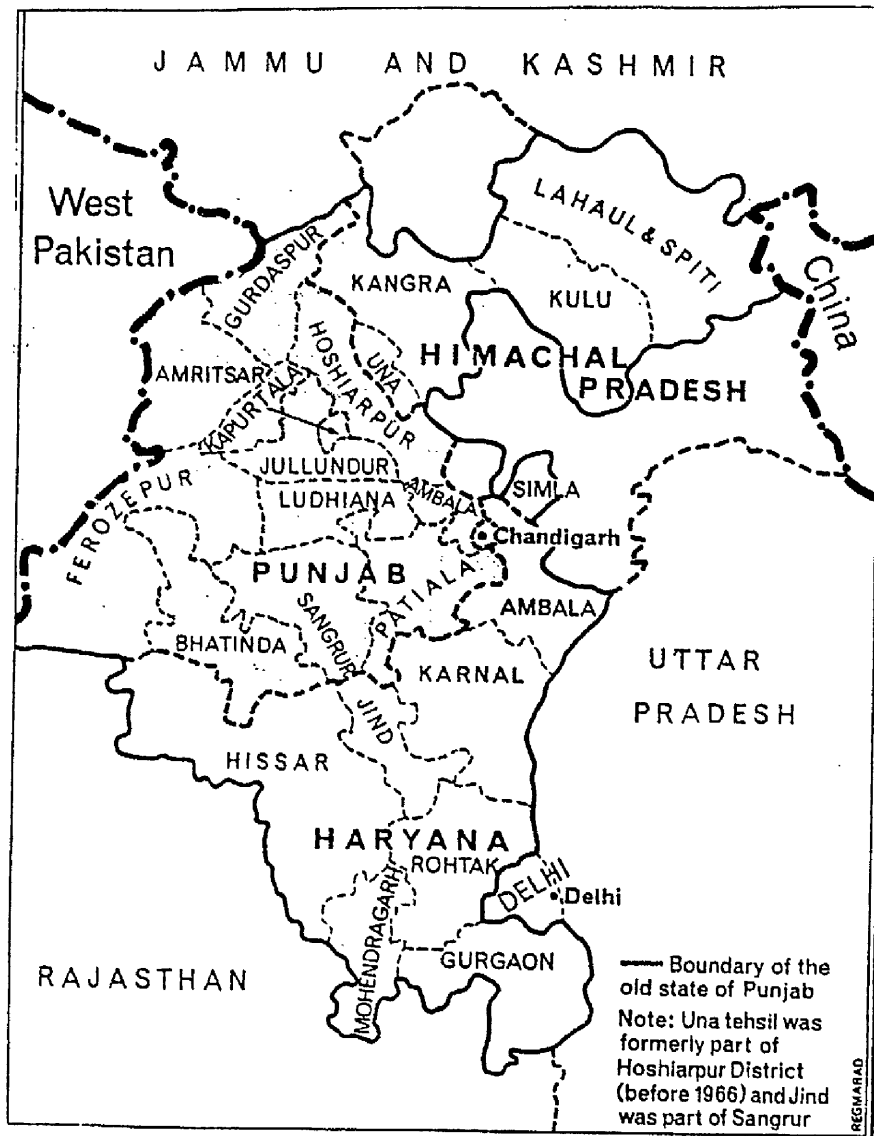 JAMMU AND KASHMIR
West
Pakistan
LAHAUL & SPITI
China
GURDASPUR
KANGRA
KULU
HOSHIARPUR
UNA
HIMACHAL
PRADESH
AMRITSAR
KAPURTALA
JULLUNDUR
LUDHIANA
AMBALA
SIMLA
Chandigarh
FEROZEPUR
PUNJAB
PATIALA
AMBALA
SANGRUR
BHATINDA
KARNAL
UTTAR
PRADESH
JIND
HISSAR
HARYANA
ROHTAK
DELHI
Delhi
MOHENDRAGARH
GURGAON
RAJASTHAN
Boundary of the
old state of Punjab
Note: Una tehsil was
formerly part of
Hoshiarpur District
(before 1966) and Jind
was part of Sangrur
REGMARAD